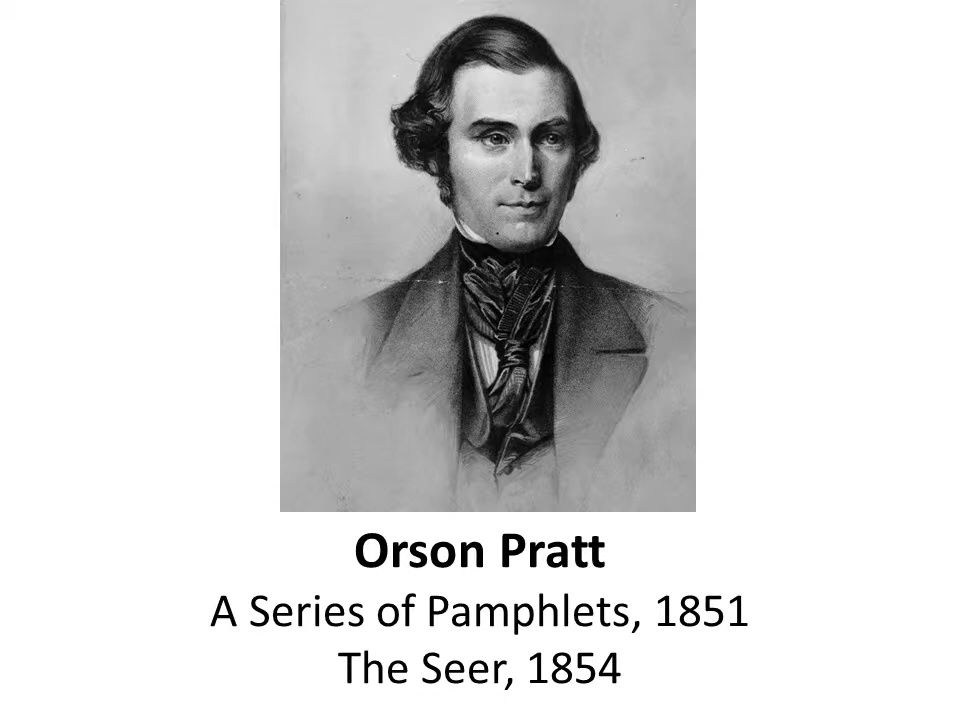 Orson Pratt
A Series of Pamphlets, 1851
The Seer, 1854